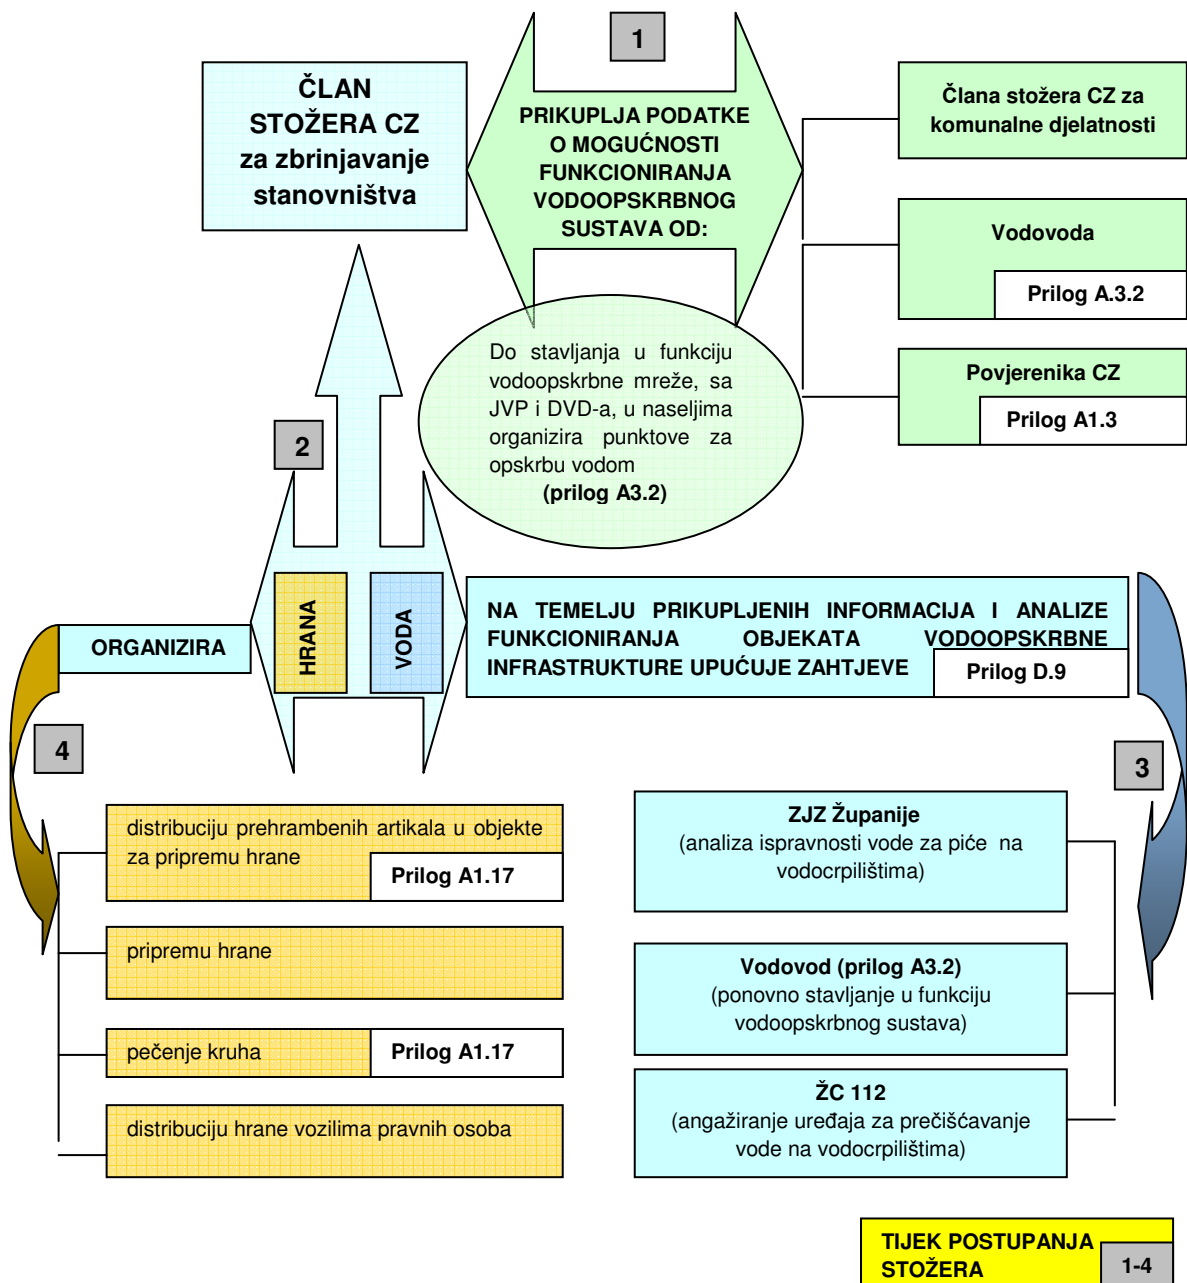 1
ČLAN
STOŽERA CZ
za zbrinjavanje
stanovništva
PRIKUPLJA PODATKE
O MOGUĆNOSTI
FUNKCIONIRANJA
VODOOPSKRBNOG
SUSTAVA OD:
Člana stožera CZ za
komunalne djelatnosti
Vodovoda
Prilog A.3.2
Povjerenika CZ
Prilog A1.3
Do stavljanja u funkciju
vodoopskrbne mreže, sa
JVP i DVD-a, u naseljima
organizira punktove za
opskrbu vodom
(prilog A3.2)
2
HRANA
VODA
ORGANIZIRA
NA TEMELJU PRIKUPLJENIH INFORMACIJA I ANALIZE
FUNKCIONIRANJA OBJEKATA VODOOPSKRBNE
INFRASTRUKTURE UPUĆUJE ZAHTJEVE
Prilog D.9
4
3
distribuciju prehrambenih artikala u objekte
za pripremu hrane
Prilog A1.17
pripremu hrane
pečenje kruha
Prilog A1.17
distribuciju hrane vozilima pravnih osoba
ZJZ Županije
(analiza ispravnosti vode za piće na
vodocrpilištima)
Vodovod (prilog A3.2)
(ponovno stavljanje u funkciju
vodoopskrbnog sustava)
ŽC 112
(angažiranje uređaja za prečišćavanje
vode na vodocrpilištima)
TIJEK POSTUPANJA
STOŽERA
1-4